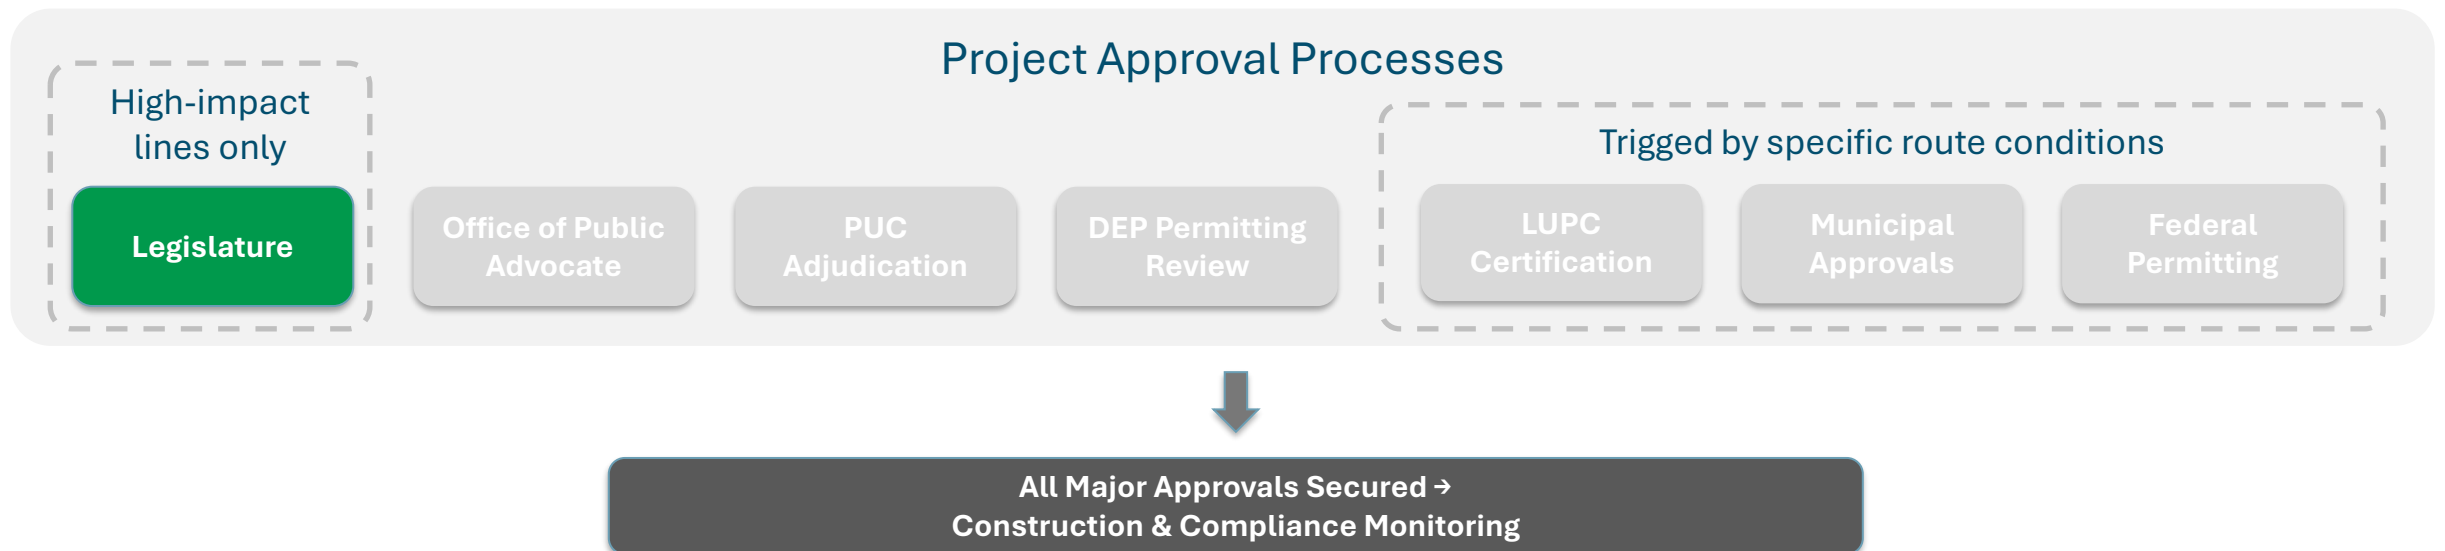 Project Approval Processes
High-impact
lines only
Legislature
Office of Public
Advocate
PUC
Adjudication
DEP Permitting
Review
Trigged by specific route conditions
LUPC
Certification
Municipal
Approvals
Federal
Permitting
All Major Approvals Secured →
Construction & Compliance Monitoring